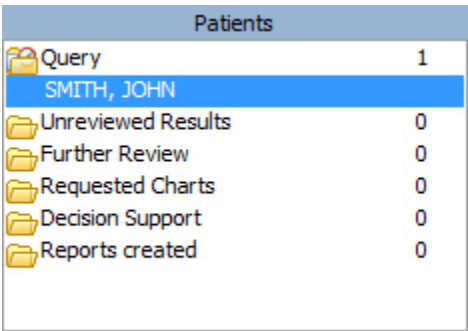 Patients
Query 1
SMITH, JOHN
Unreviewed Results 0
Further Review 0
Requested Charts 0
Decision Support 0
Reports created 0